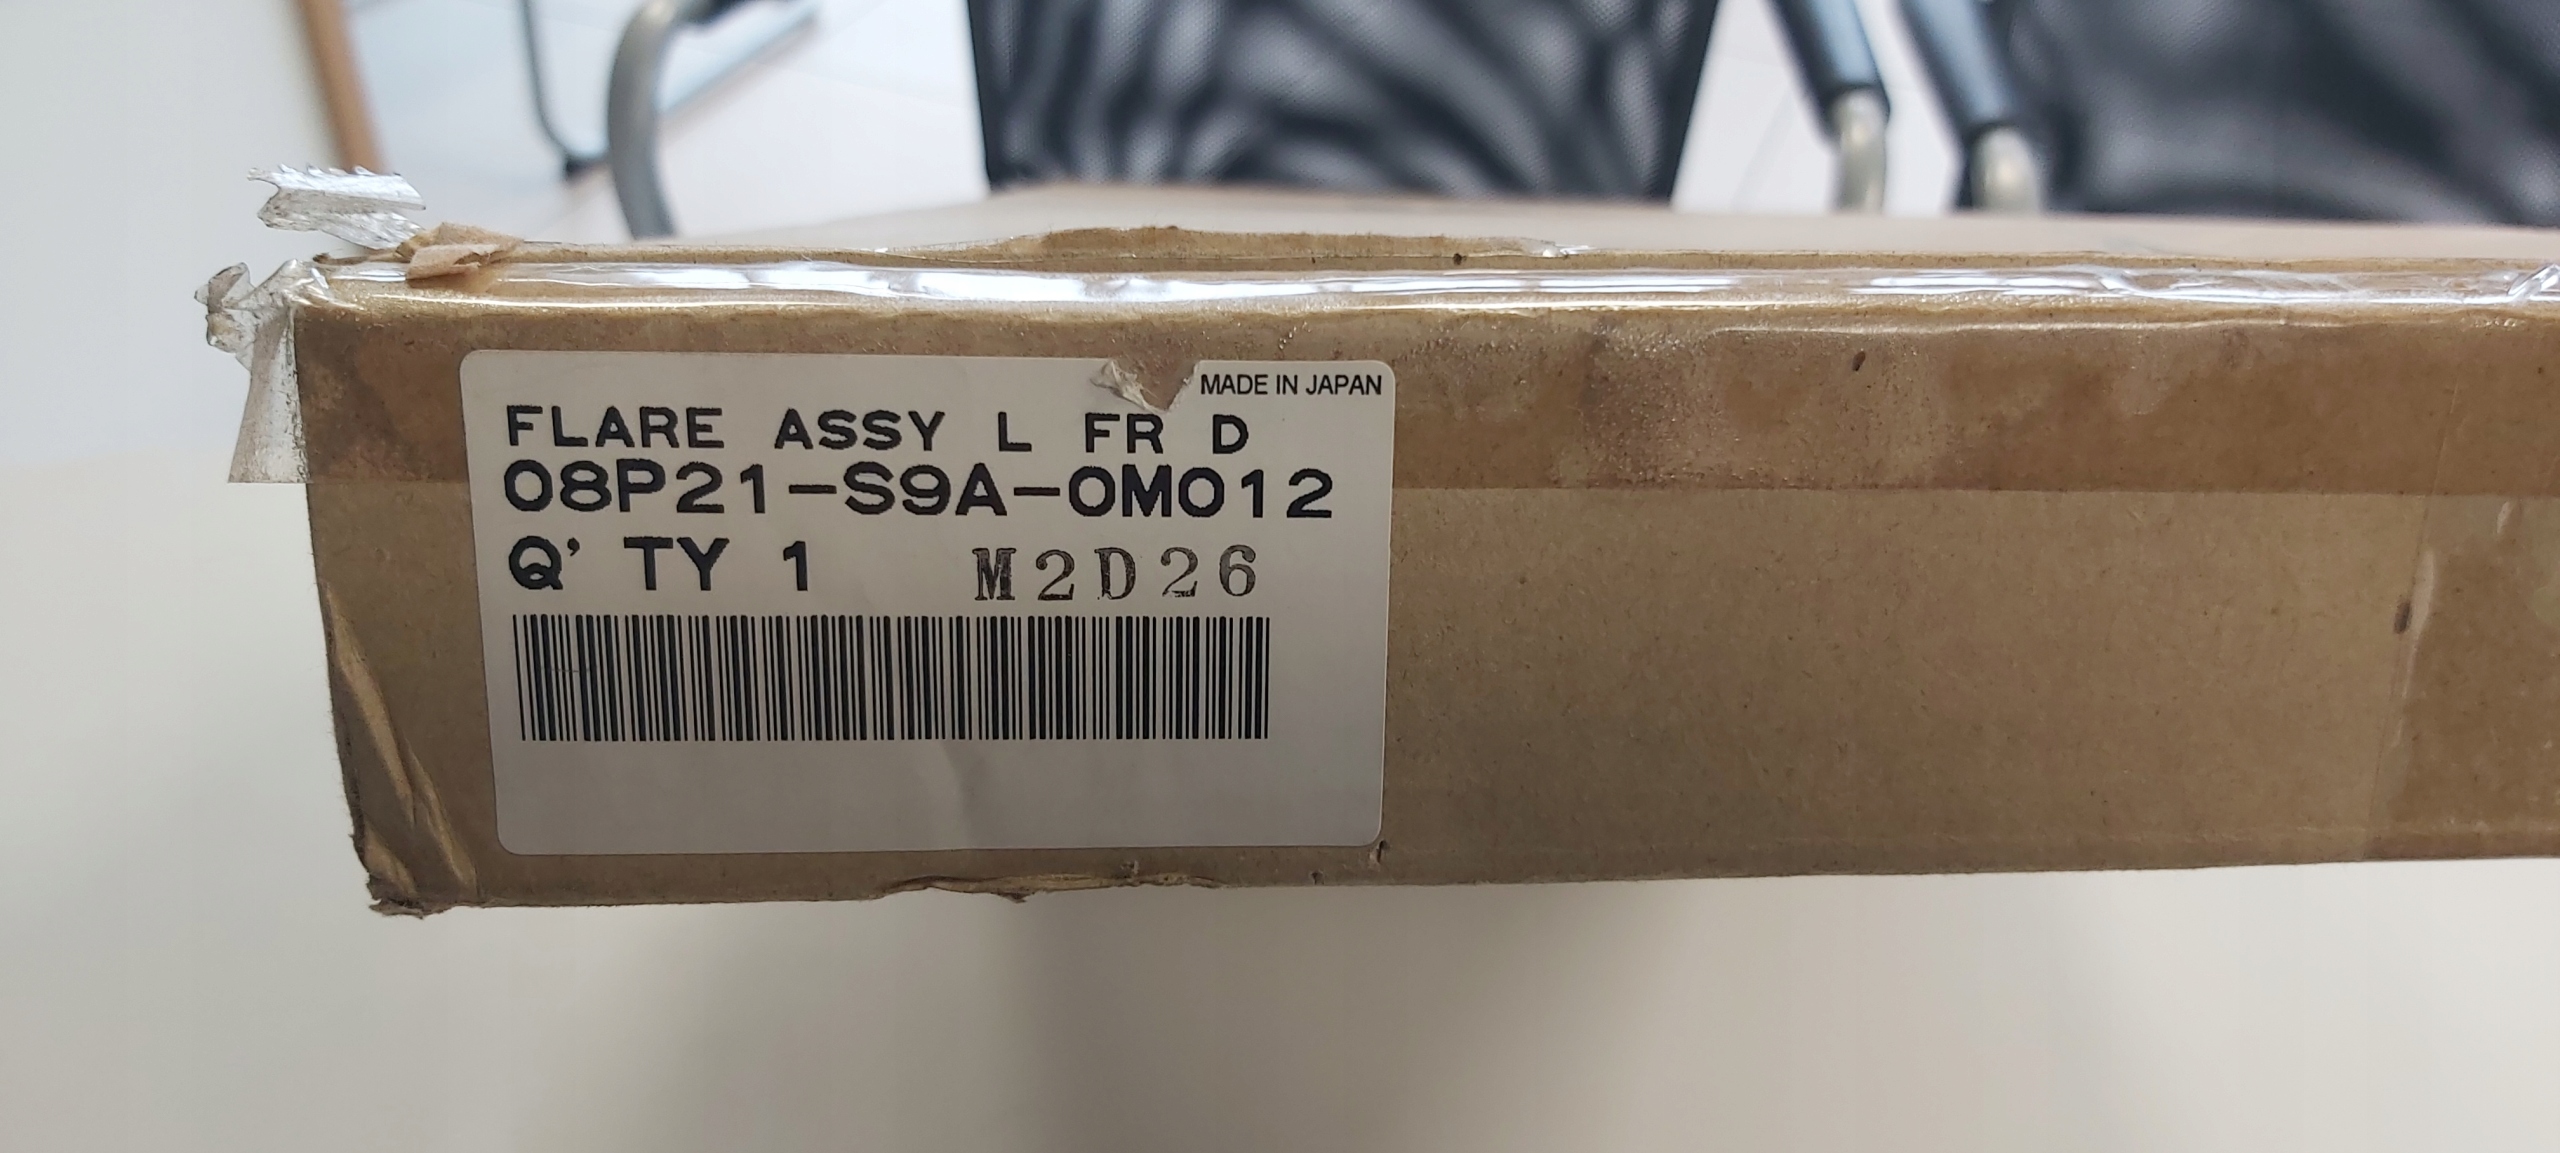 MADE IN JAPAN
FLARE ASSY L FR D
08P21-S9A-0M012
Q' TY 1 M2D26